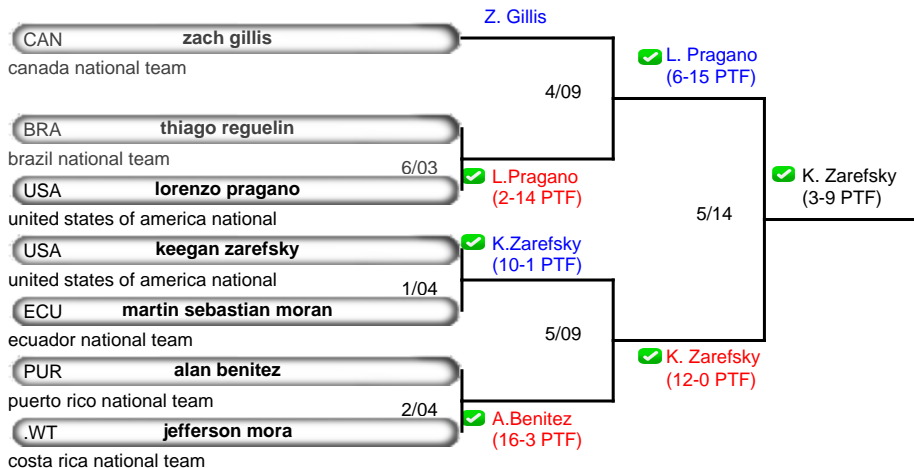 Z. Gillis
CAN zach gillis
canada national team
L. Pragano
(6-15 PTF)
4/09
BRA thiago reguelin
brazil national team
6/03
L.Pragano
(2-14 PTF)
USA lorenzo pragano
united states of america national
K. Zarefsky
(3-9 PTF)
5/14
USA keegan zarefsky
united states of america national
K.Zarefsky
(10-1 PTF)
1/04
ECU martin sebastian moran
ecuador national team
5/09
K. Zarefsky
(12-0 PTF)
PUR alan benitez
puerto rico national team
2/04
A.Benitez
(16-3 PTF)
.WT jefferson mora
costa rica national team